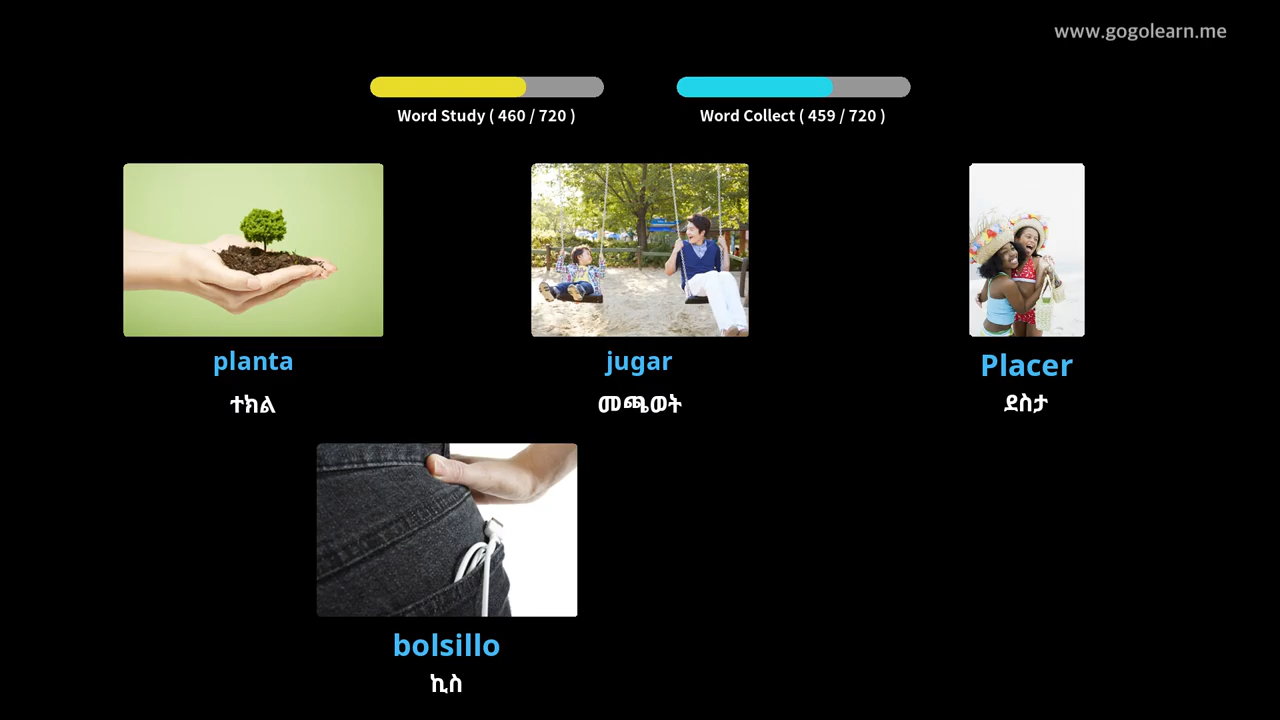 www.gogolearn.me
Word Study ( 460 / 720 )
Word Collect ( 459 / 720 )
planta
jugar
Placer
ተክል
መጫወት
ደስታ
bolsillo
ኪስ